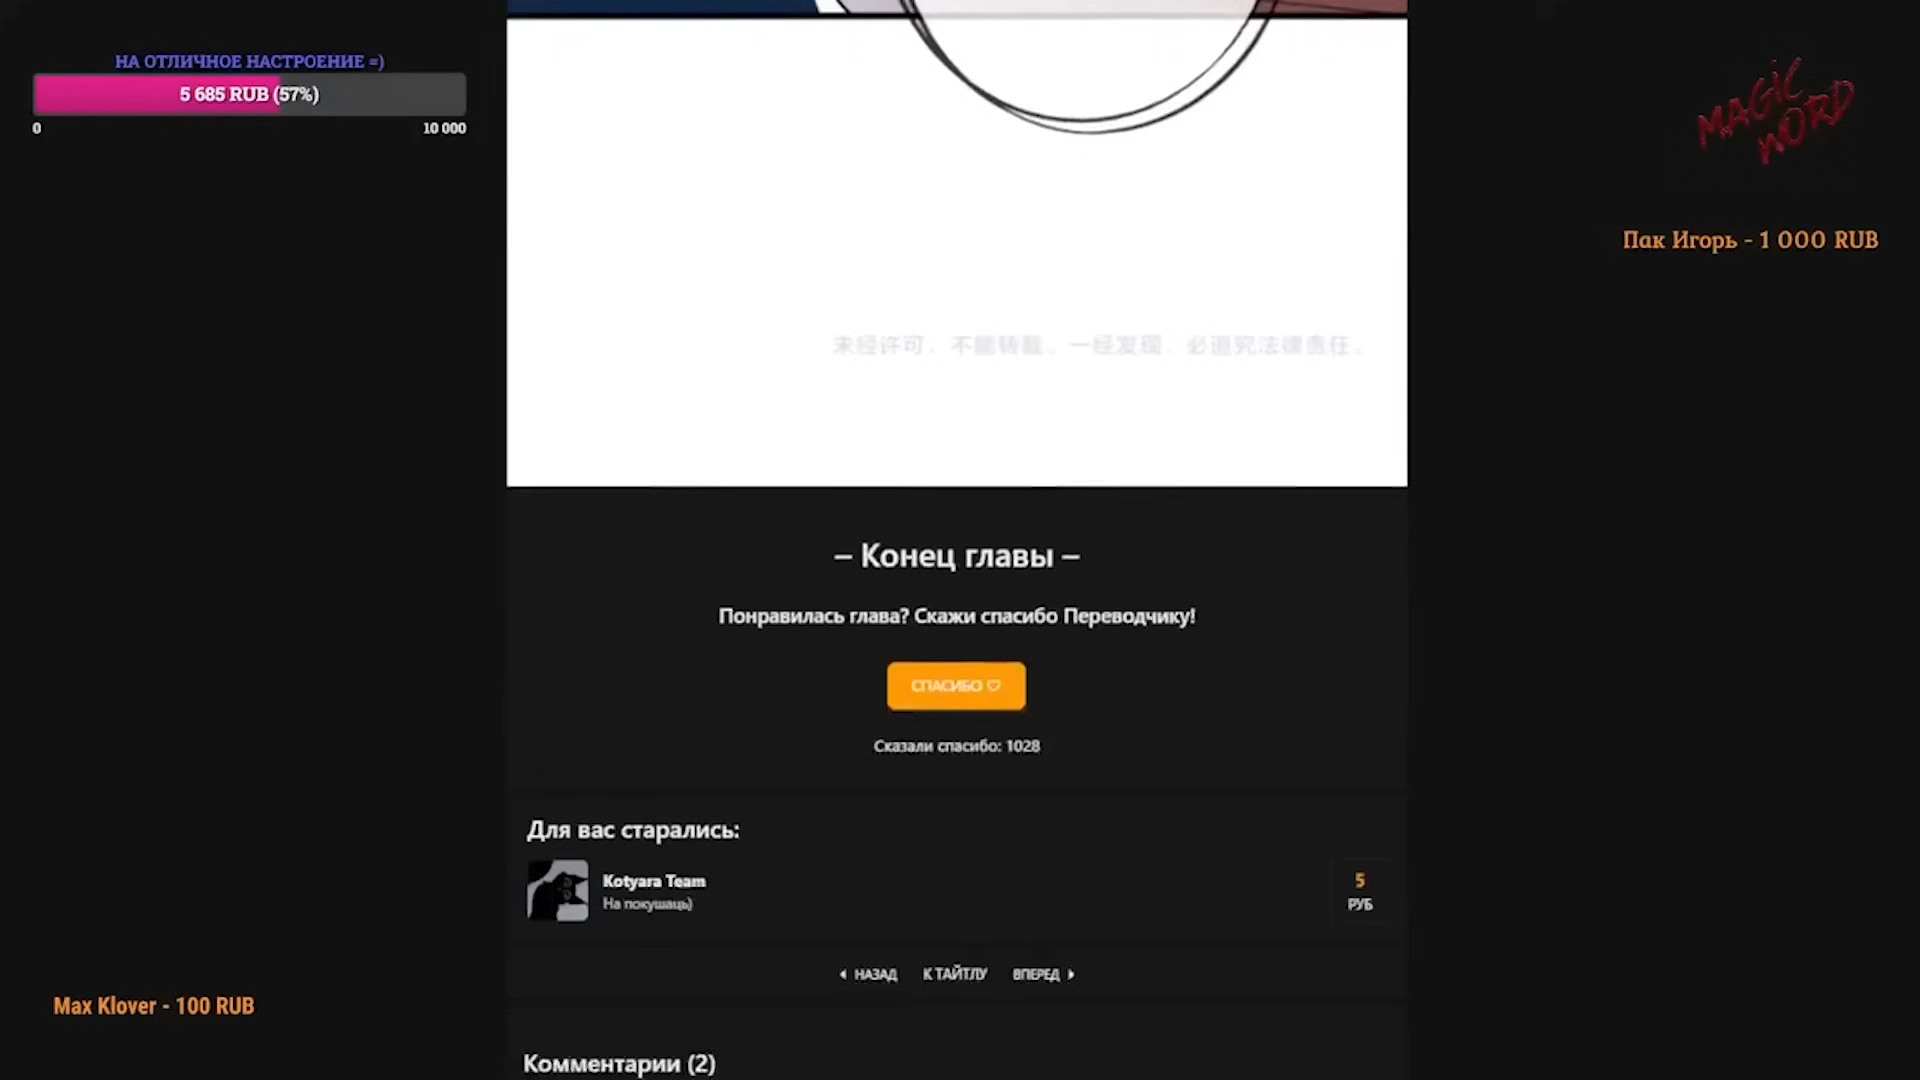 НА ОТЛИЧНОЕ НАСТРОЕНИЕ =)
5 685 RUB (57%)
0
10 000
MAGIC
WORD
Пак Игорь - 1 000 RUB
未经许可，不能转载。一经发现，必追究法律责任。
– Конец главы –
Понравилась глава? Скажи спасибо Переводчику!
СПАСИБО ♡
Сказали спасибо: 1028
Для вас старались:
Kotyara Team
На покушаць)
5
РУБ
НАЗАД
К ТАЙТЛУ
ВПЕРЕД
Max Klover - 100 RUB
Комментарии (2)